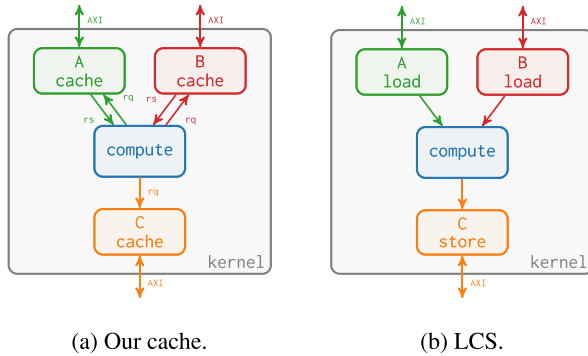 AXI
AXI
A
cache
B
cache
rq
rs
rs
rq
compute
rq
C
cache
kernel
AXI
(a) Our cache.
AXI
AXI
A
load
B
load
compute
C
store
kernel
AXI
(b) LCS.